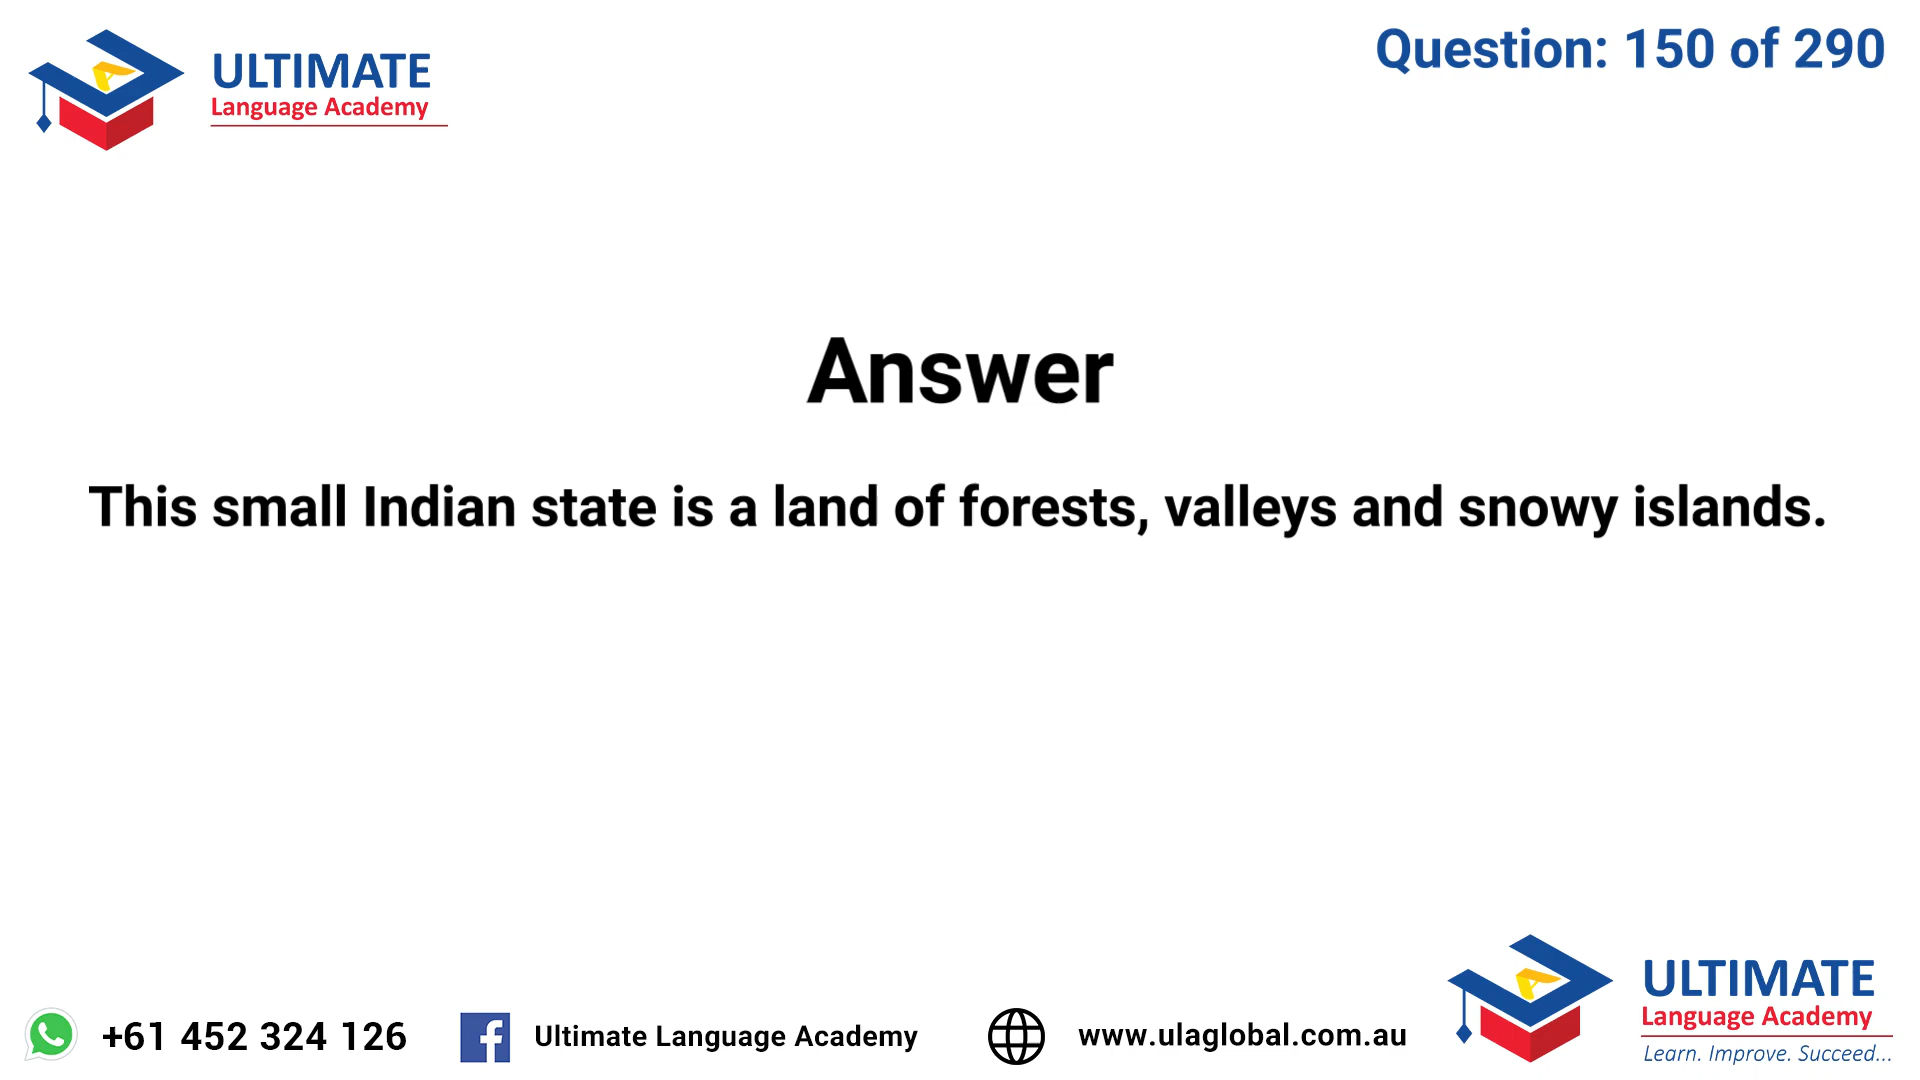 ULTIMATE
Language Academy
Question: 150 of 290
Answer
This small Indian state is a land of forests, valleys and snowy islands.
+61 452 324 126
Ultimate Language Academy
www.ulaglobal.com.au
ULTIMATE
Language Academy
Learn. Improve. Succeed...